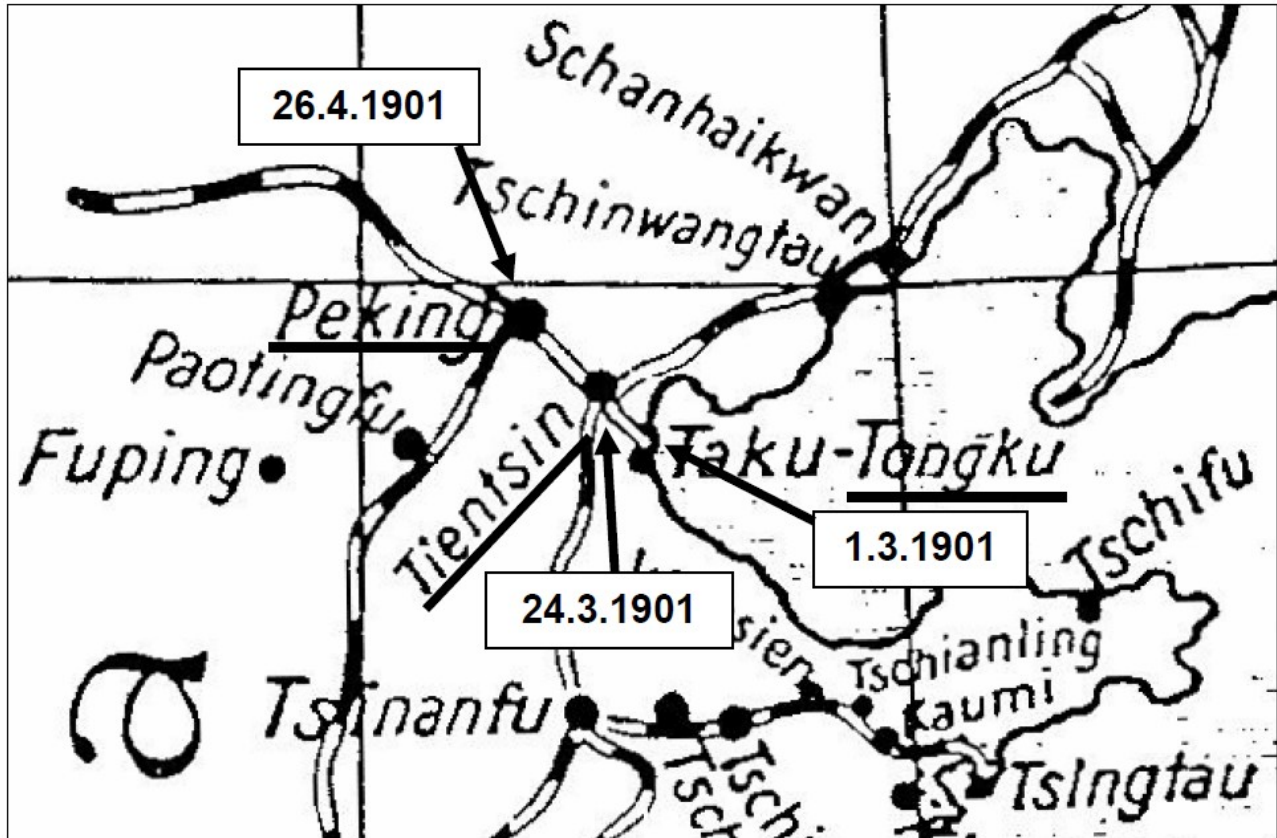 Schanhaikwan
26.4.1901
Tschinwangtau
Peking
Paotingfu
Fuping
Tientsin
Taku-Tongku
1.3.1901
Tschifu
24.3.1901
sien
Tschianling
Kaumi
Tsinanfu
Tsingtau